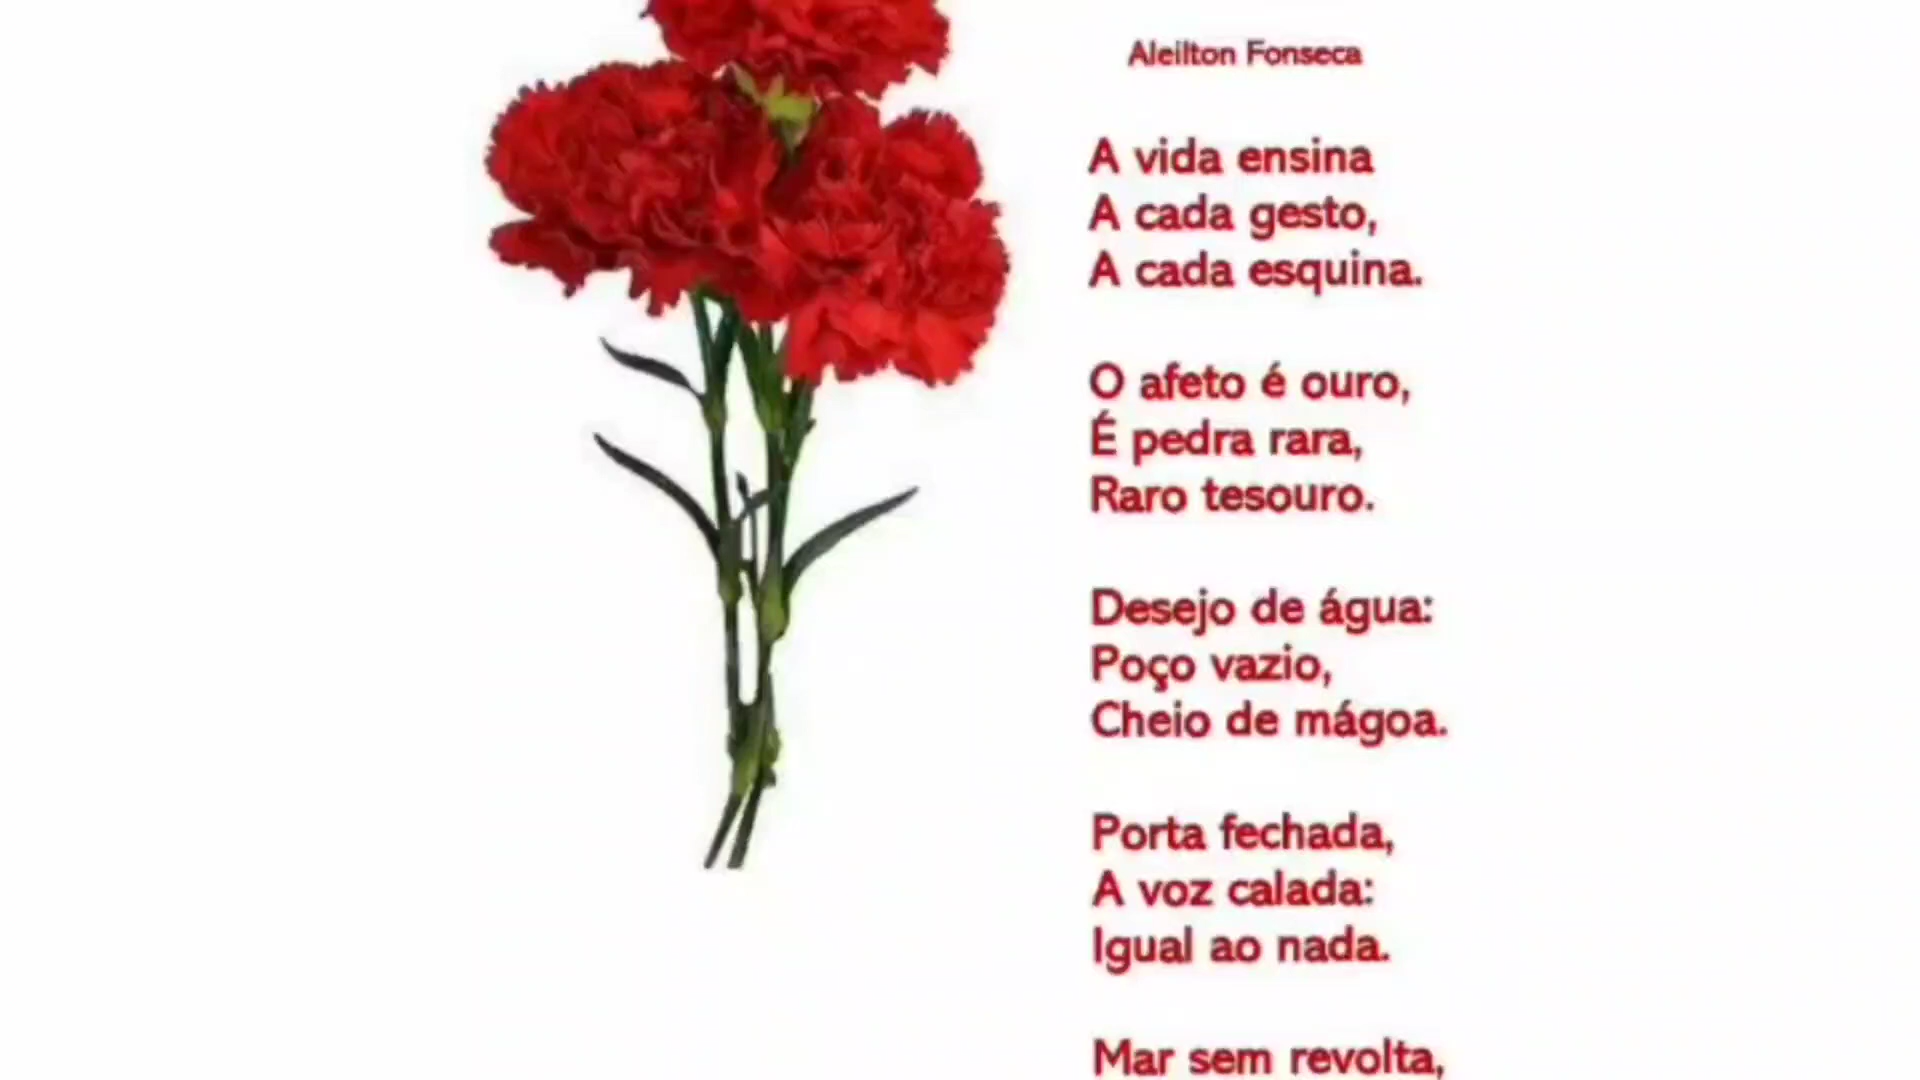 Aleilton Fonseca
A vida ensina
A cada gesto,
A cada esquina.
O afeto é ouro,
É pedra rara,
Raro tesouro.
Desejo de água:
Poço vazio,
Cheio de mágoa.
Porta fechada,
A voz calada:
Igual ao nada.
Mar sem revolta,